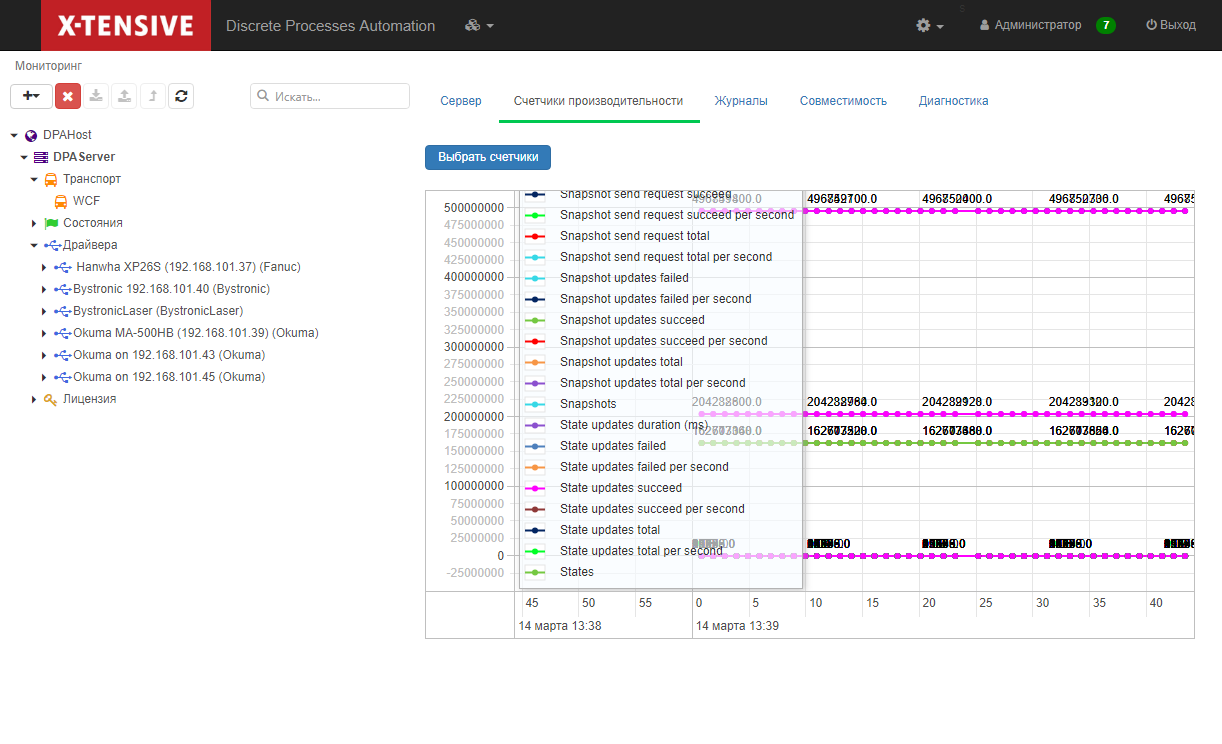 X-TENSIVE
Discrete Processes Automation
Администратор
7
Выход
Мониторинг
Искать...
Сервер
Счетчики производительности
Журналы
Совместимость
Диагностика
DPAHost
DPAServer
Транспорт
WCF
Состояния
Драйвера
Hanwha XP26S (192.168.101.37) (Fanuc)
Bystronic 192.168.101.40 (Bystronic)
BystronicLaser (BystronicLaser)
Okuma MA-500HB (192.168.101.39) (Okuma)
Okuma on 192.168.101.43 (Okuma)
Okuma on 192.168.101.45 (Okuma)
Лицензия
Выбрать счетчики
500000000
475000000
450000000
425000000
400000000
375000000
350000000
325000000
300000000
275000000
250000000
225000000
200000000
175000000
150000000
125000000
100000000
75000000
50000000
25000000
0
-25000000
Snapshot send request succeed
Snapshot send request succeed per second
Snapshot send request total
Snapshot send request total per second
Snapshot updates failed
Snapshot updates failed per second
Snapshot updates succeed
Snapshot updates succeed per second
Snapshot updates total
Snapshot updates total per second
Snapshots
State updates duration (ms)
State updates failed
State updates failed per second
State updates succeed
State updates succeed per second
State updates total
State updates total per second
States
45
50
55
0
5
10
15
20
25
30
35
40
14 марта 13:38
14 марта 13:39